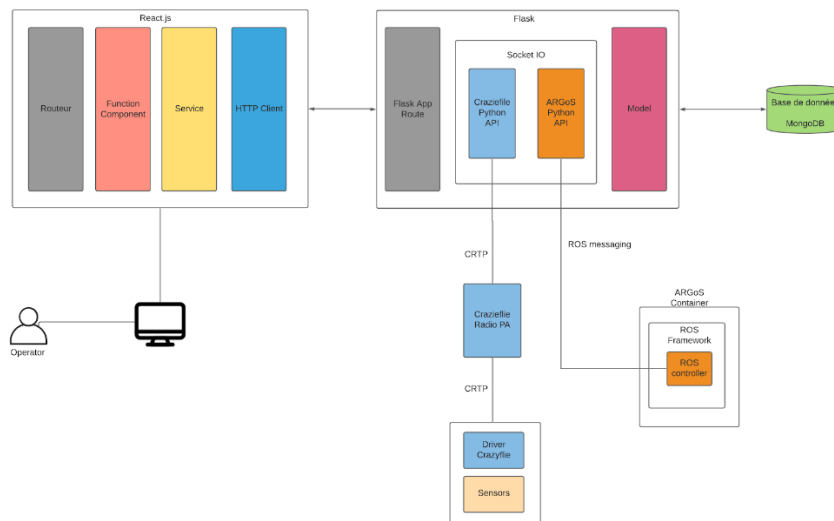 React.js
Routeur
Function
Component
Service
HTTP Client
Flask
Flask App
Route
Socket IO
Craziefile
Python
API
ARGoS
Python
API
Model
Base de donnée
MongoDB
CRTP
ROS messaging
Crazieflie
Radio PA
CRTP
ARGoS
Container
ROS
Framework
ROS
controller
Operator
Driver
Crazyflie
Sensors